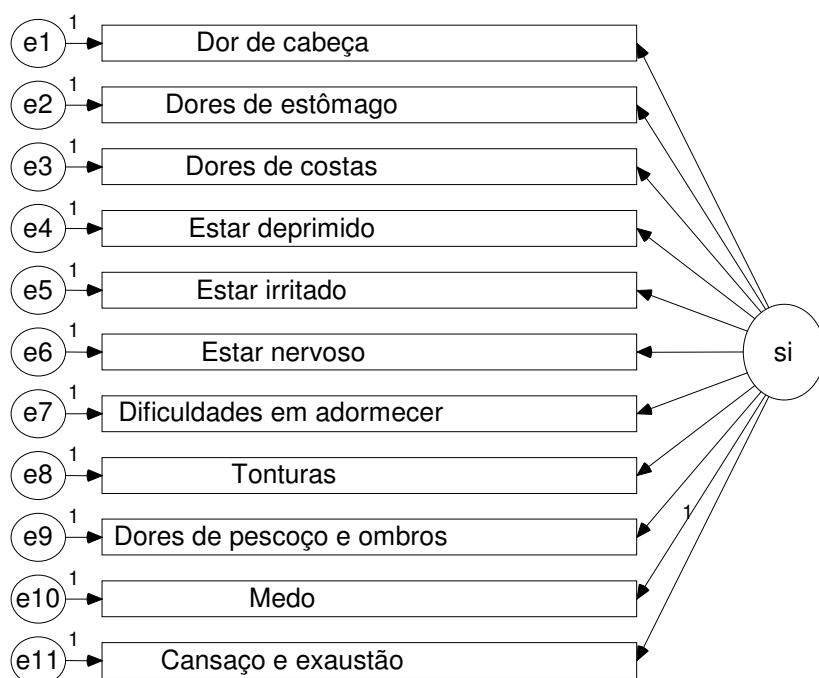 1
e1
Dor de cabeça
1
e2
Dores de estômago
1
e3
Dores de costas
1
e4
Estar deprimido
1
e5
Estar irritado
1
e6
Estar nervoso
si
1
e7
Dificuldades em adormecer
1
e8
Tonturas
1
1
e9
Dores de pescoço e ombros
1
e10
Medo
1
e11
Cansaço e exaustão